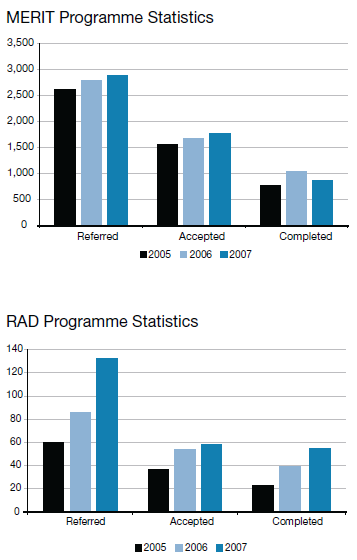 MERIT Programme Statistics
3,500
3,000
2,500
2,000
1,500
1,000
500
0
Referred Accepted Completed
2005 2006 2007
RAD Programme Statistics
140
120
100
80
60
40
20
0
Referred Accepted Completed
2005 2006 2007